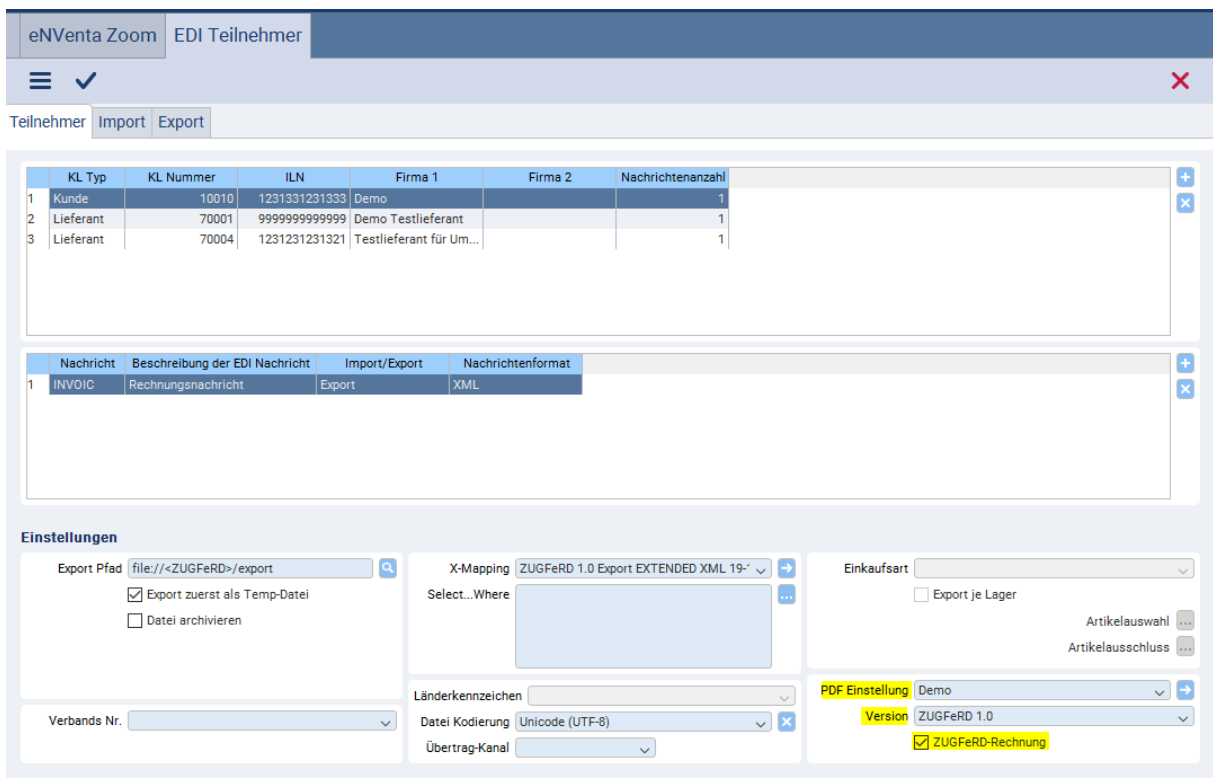 eNVenta Zoom EDI Teilnehmer
Teilnehmer Import Export
KL Typ KL Nummer ILN Firma 1 Firma 2 Nachrichtenanzahl
1 Kunde 10010 1231331231333 Demo 1
2 Lieferant 70001 9999999999999 Demo Testlieferant 1
3 Lieferant 70004 1231231231321 Testlieferant für Um... 1
Nachricht Beschreibung der EDI Nachricht Import/Export Nachrichtenformat
1 INVOIC Rechnungsnachricht Export XML
Einstellungen
Export Pfad file://<ZUGFeRD>/export
Export zuerst als Temp-Datei
Datei archivieren
Verbands Nr.
X-Mapping ZUGFeRD 1.0 Export EXTENDED XML 19-
Select...Where
Länderkennzeichen
Datei Kodierung Unicode (UTF-8)
Übertrag-Kanal
Einkaufsart
Export je Lager
Artikelauswahl ...
Artikelausschluss ...
PDF Einstellung Demo
Version ZUGFeRD 1.0
ZUGFeRD-Rechnung